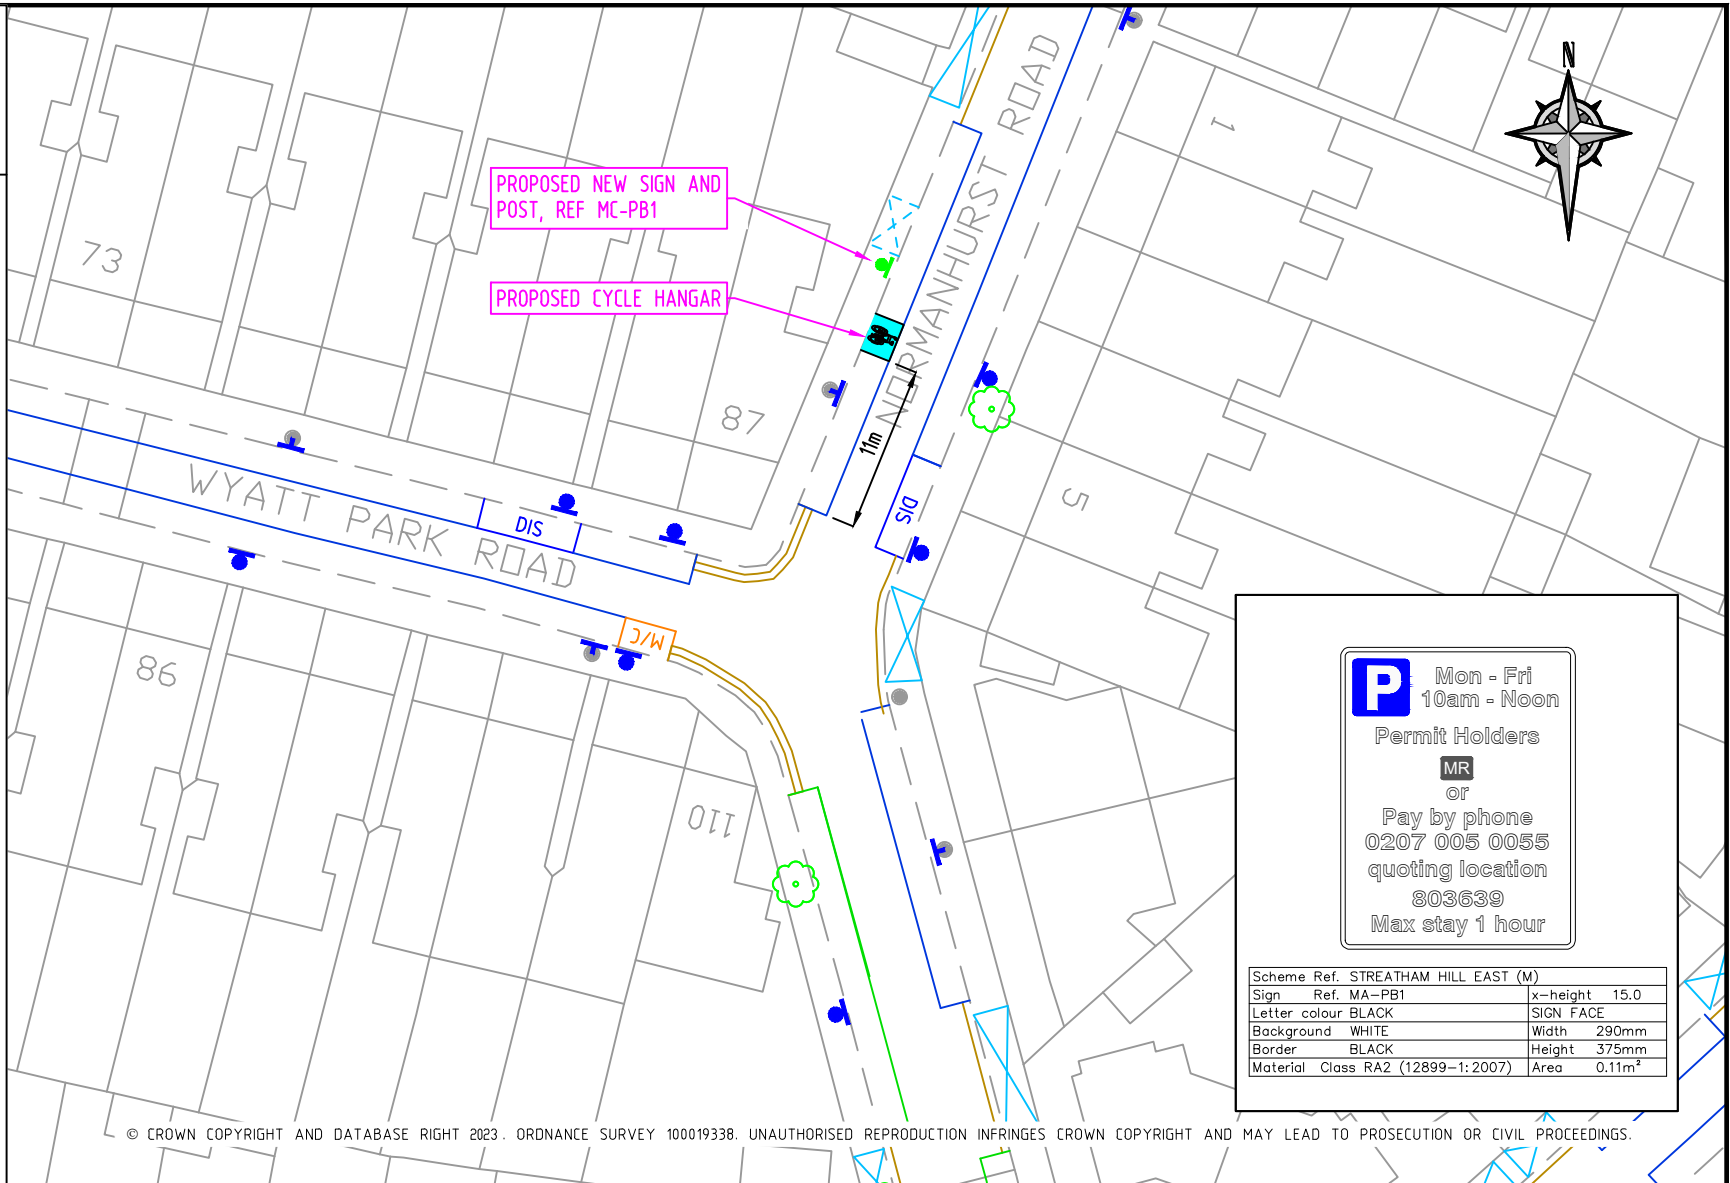 N
NORMANHURST ROAD
1
PROPOSED NEW SIGN AND
POST, REF MC-PB1
73
PROPOSED CYCLE HANGAR
87
11m
WYATT PARK ROAD
DIS
DIS
5
M/C
86
110
P
Mon - Fri
10am - Noon
Permit Holders
MR
or
Pay by phone
0207 005 0055
quoting location
803639
Max stay 1 hour
Scheme Ref. STREATHAM HILL EAST (M)
Sign Ref. MA-PB1 x-height 15.0
Letter colour BLACK SIGN FACE
Background WHITE Width 290mm
Border BLACK Height 375mm
Material Class RA2 (12899-1:2007) Area 0.11m²
© CROWN COPYRIGHT AND DATABASE RIGHT 2023. ORDNANCE SURVEY 100019338. UNAUTHORISED REPRODUCTION INFRINGES CROWN COPYRIGHT AND MAY LEAD TO PROSECUTION OR CIVIL PROCEEDINGS.